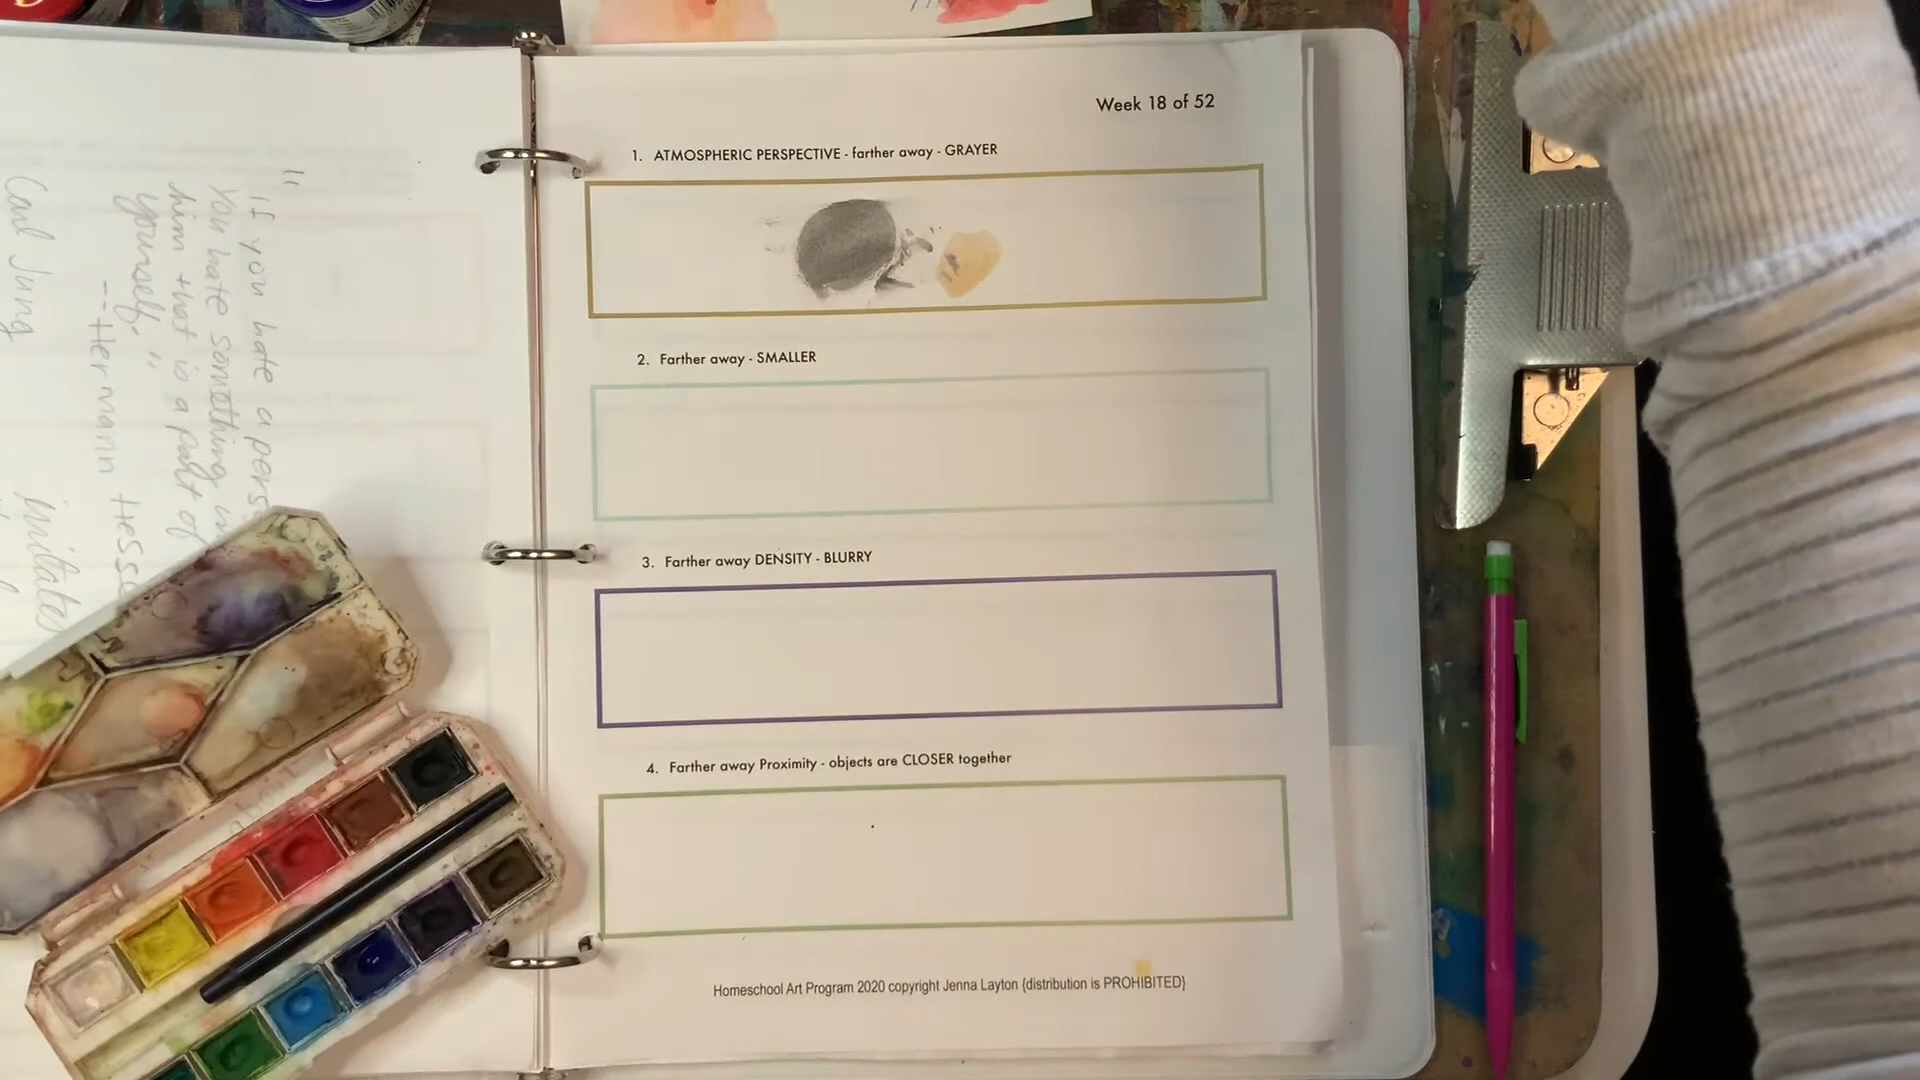 Week 18 of 52
1. ATMOSPHERIC PERSPECTIVE - farther away - GRAYER
2. Farther away - SMALLER
3. Farther away DENSITY - BLURRY
4. Farther away Proximity - objects are CLOSER together
Homeschool Art Program 2020 copyright Jenna Layton {distribution is PROHIBITED}
"If you hate a pers
you hate something in
him that is a part of
yourself."
--Hermann Hesse
Carl Jung
imitates